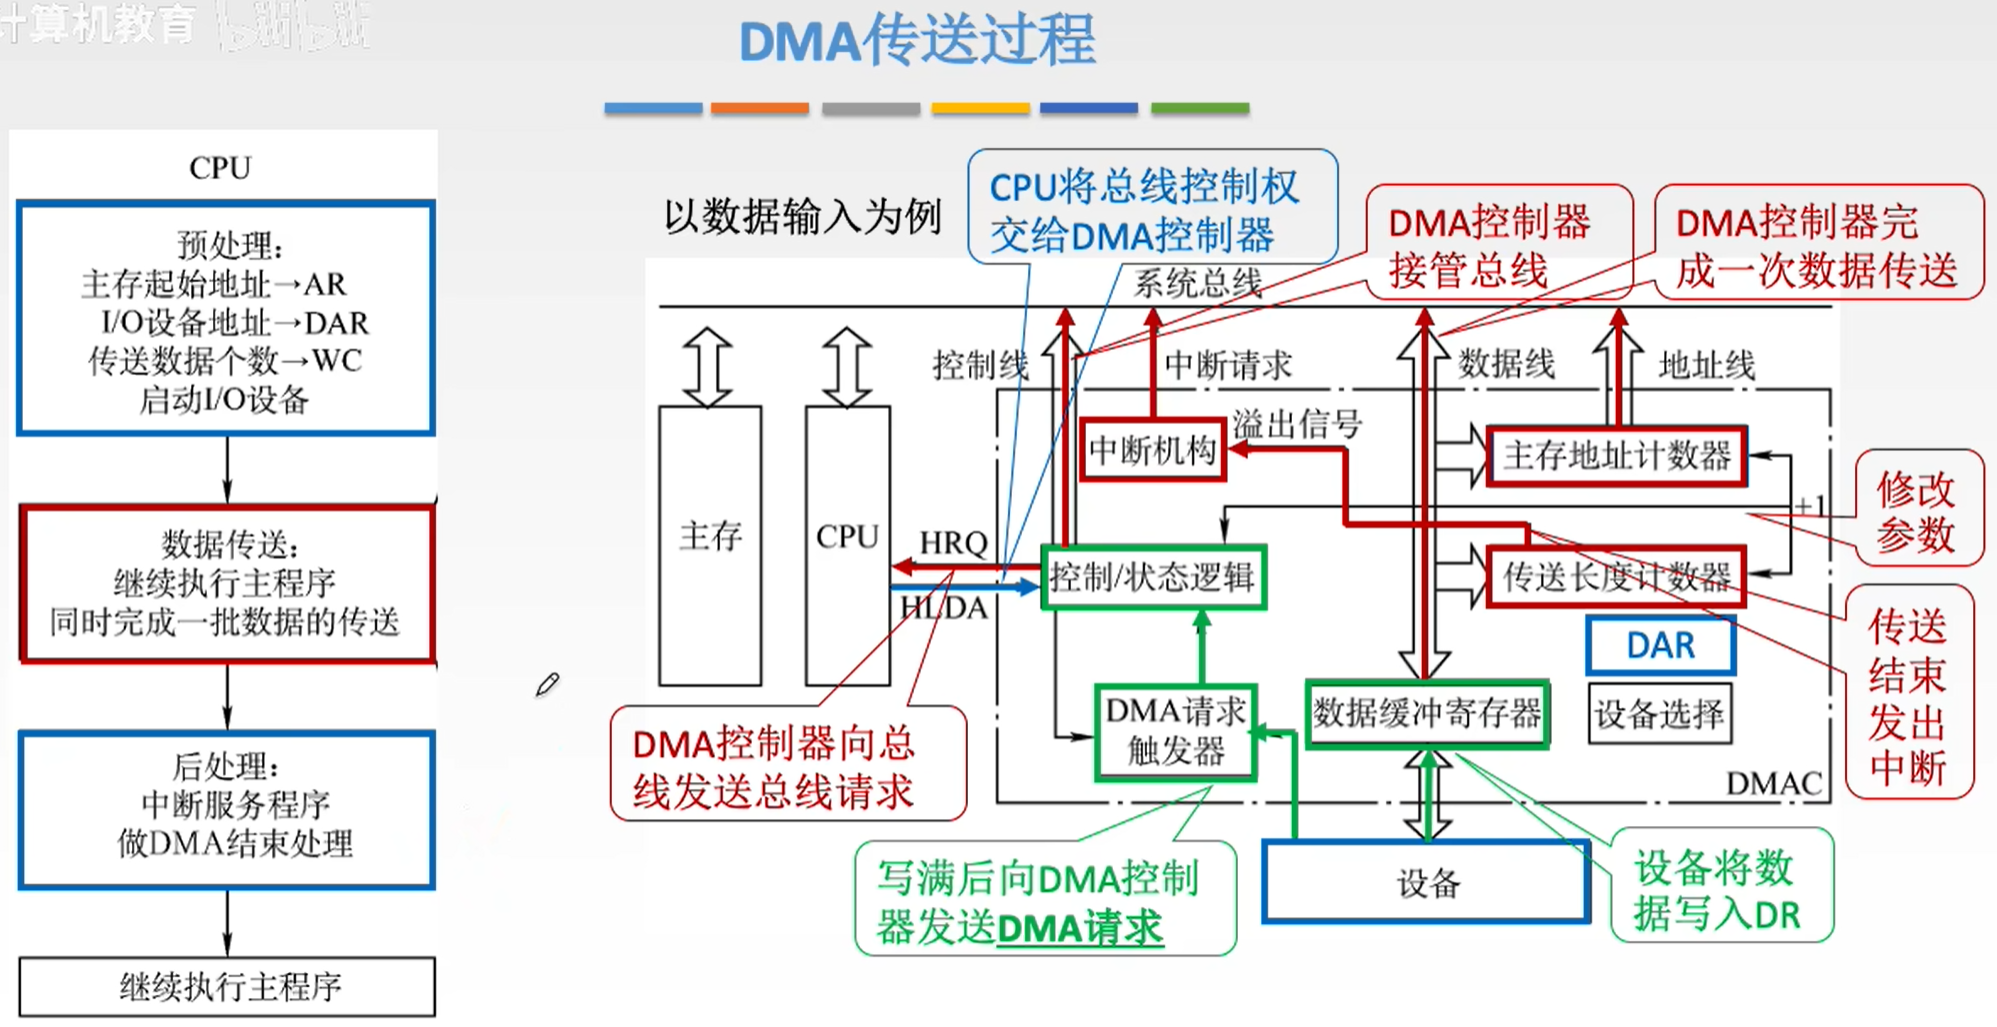 计算机教育 bilibili
DMA传送过程
CPU
预处理：
主存起始地址→AR
I/O设备地址→DAR
传送数据个数→WC
启动I/O设备
数据传送：
继续执行主程序
同时完成一批数据的传送
后处理：
中断服务程序
做DMA结束处理
继续执行主程序
以数据输入为例
CPU将总线控制权
交给DMA控制器
DMA控制器
接管总线
DMA控制器完
成一次数据传送
系统总线
控制线
中断请求
数据线
地址线
中断机构
溢出信号
主存地址计数器
修改
参数
+1
主存
CPU
HRQ
HLDA
控制/状态逻辑
传送长度计数器
传送
结束
发出
中断
DAR
DMA请求
触发器
数据缓冲寄存器
设备选择
DMAC
DMA控制器向总
线发送总线请求
写满后向DMA控制
器发送DMA请求
设备
设备将数
据写入DR